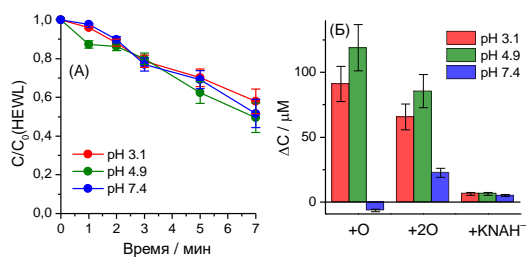 (А)
C/C₀(HEWL)
1,0
0,8
0,6
0,4
0,2
0,0
pH 3.1
pH 4.9
pH 7.4
0 1 2 3 4 5 6 7
Время / мин
(Б)
ΔC / μM
100
50
0
pH 3.1
pH 4.9
pH 7.4
+O +2O +KNAH⁻